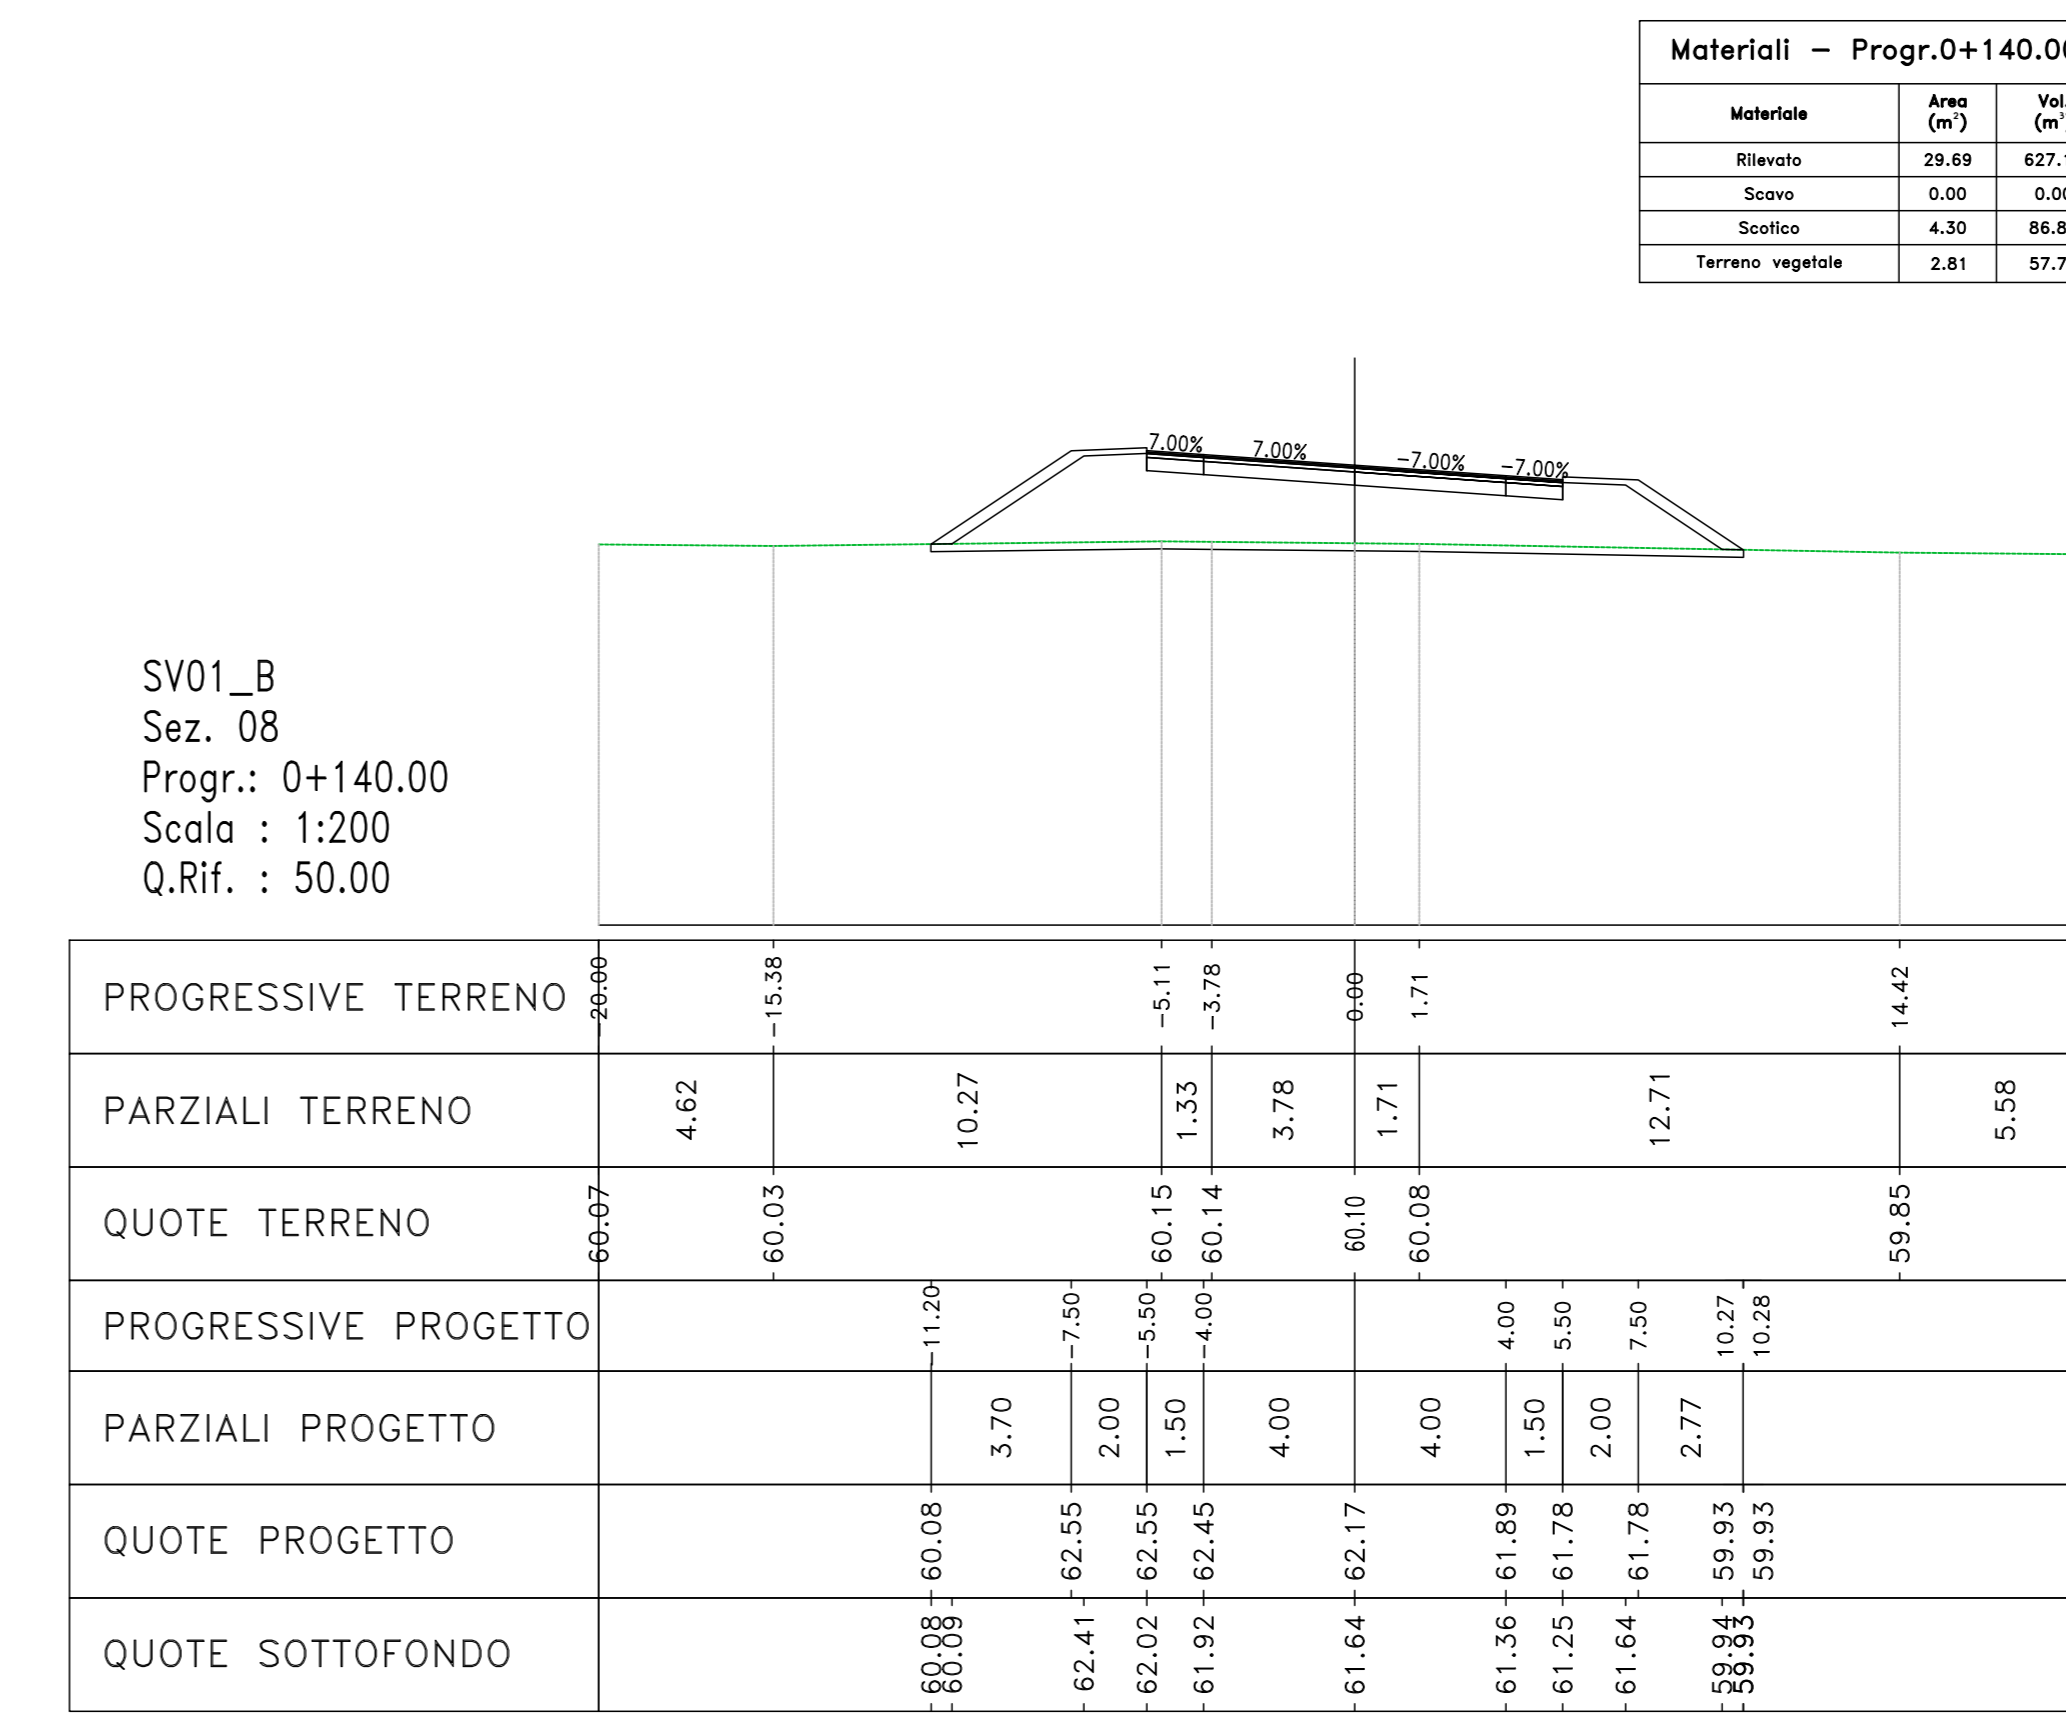 Materiali – Progr.0+140.00
Materiale Area (m²) Vol. (m³
Rilevato 29.69 627.
Scavo 0.00 0.00
Scotico 4.30 86.8
Terreno vegetale 2.81 57.7
7.00% 7.00% -7.00% -7.00%
SV01_B
Sez. 08
Progr.: 0+140.00
Scala : 1:200
Q.Rif. : 50.00
PROGRESSIVE TERRENO -20.00 -15.38 -5.11 -3.78 0.00 1.71 14.42
PARZIALI TERRENO 4.62 10.27 1.33 3.78 1.71 12.71 5.58
QUOTE TERRENO 60.07 60.03 60.15 60.14 60.10 60.08 59.85
PROGRESSIVE PROGETTO -11.20 -7.50 -5.50 -4.00 4.00 5.50 7.50 10.27 10.28
PARZIALI PROGETTO 3.70 2.00 1.50 4.00 4.00 1.50 2.00 2.77
QUOTE PROGETTO 60.08 62.55 62.55 62.45 62.17 61.89 61.78 61.78 59.93 59.93
QUOTE SOTTOFONDO 60.08 60.09 62.41 62.02 61.92 61.64 61.36 61.25 61.64 59.94 59.93